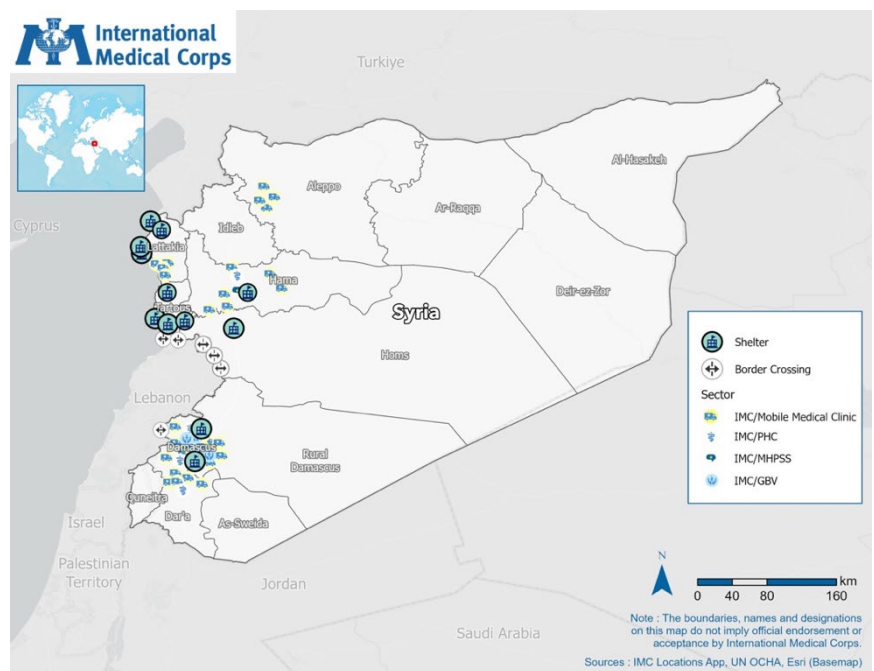 International
Medical Corps
Turkiye
Cyprus
Al-Hasakeh
Aleppo
Ar-Raqqa
Idleb
Lattakia
Hama
Deir-ez-Zor
Tartous
Syria
Homs
Lebanon
Damascus
Rural
Damascus
Quneitra
Dar'a
As-Sweida
Israel
Palestinian
Territory
Jordan
Saudi Arabia
Shelter
Border Crossing
Sector
IMC/Mobile Medical Clinic
IMC/PHC
IMC/MHPSS
IMC/GBV
N
km
0 40 80 160
Note : The boundaries, names and designations
on this map do not imply official endorsement or
acceptance by International Medical Corps.
Sources : IMC Locations App, UN OCHA, Esri (Basemap)